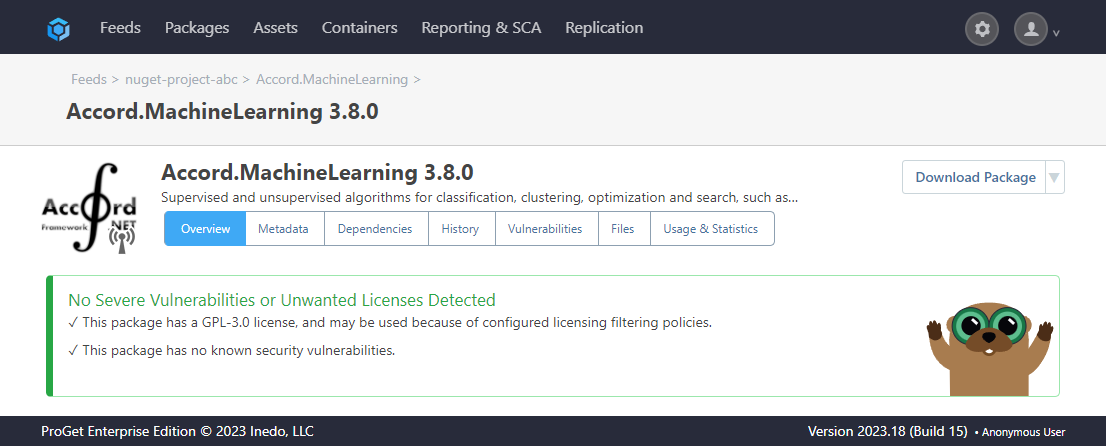 Feeds Packages Assets Containers Reporting & SCA Replication
Feeds > nuget-project-abc > Accord.MachineLearning >
Accord.MachineLearning 3.8.0
Accord
Framework .NET
Accord.MachineLearning 3.8.0
Download Package
Supervised and unsupervised algorithms for classification, clustering, optimization and search, such as...
Overview Metadata Dependencies History Vulnerabilities Files Usage & Statistics
No Severe Vulnerabilities or Unwanted Licenses Detected
✓ This package has a GPL-3.0 license, and may be used because of configured licensing filtering policies.
✓ This package has no known security vulnerabilities.
ProGet Enterprise Edition © 2023 Inedo, LLC
Version 2023.18 (Build 15) • Anonymous User